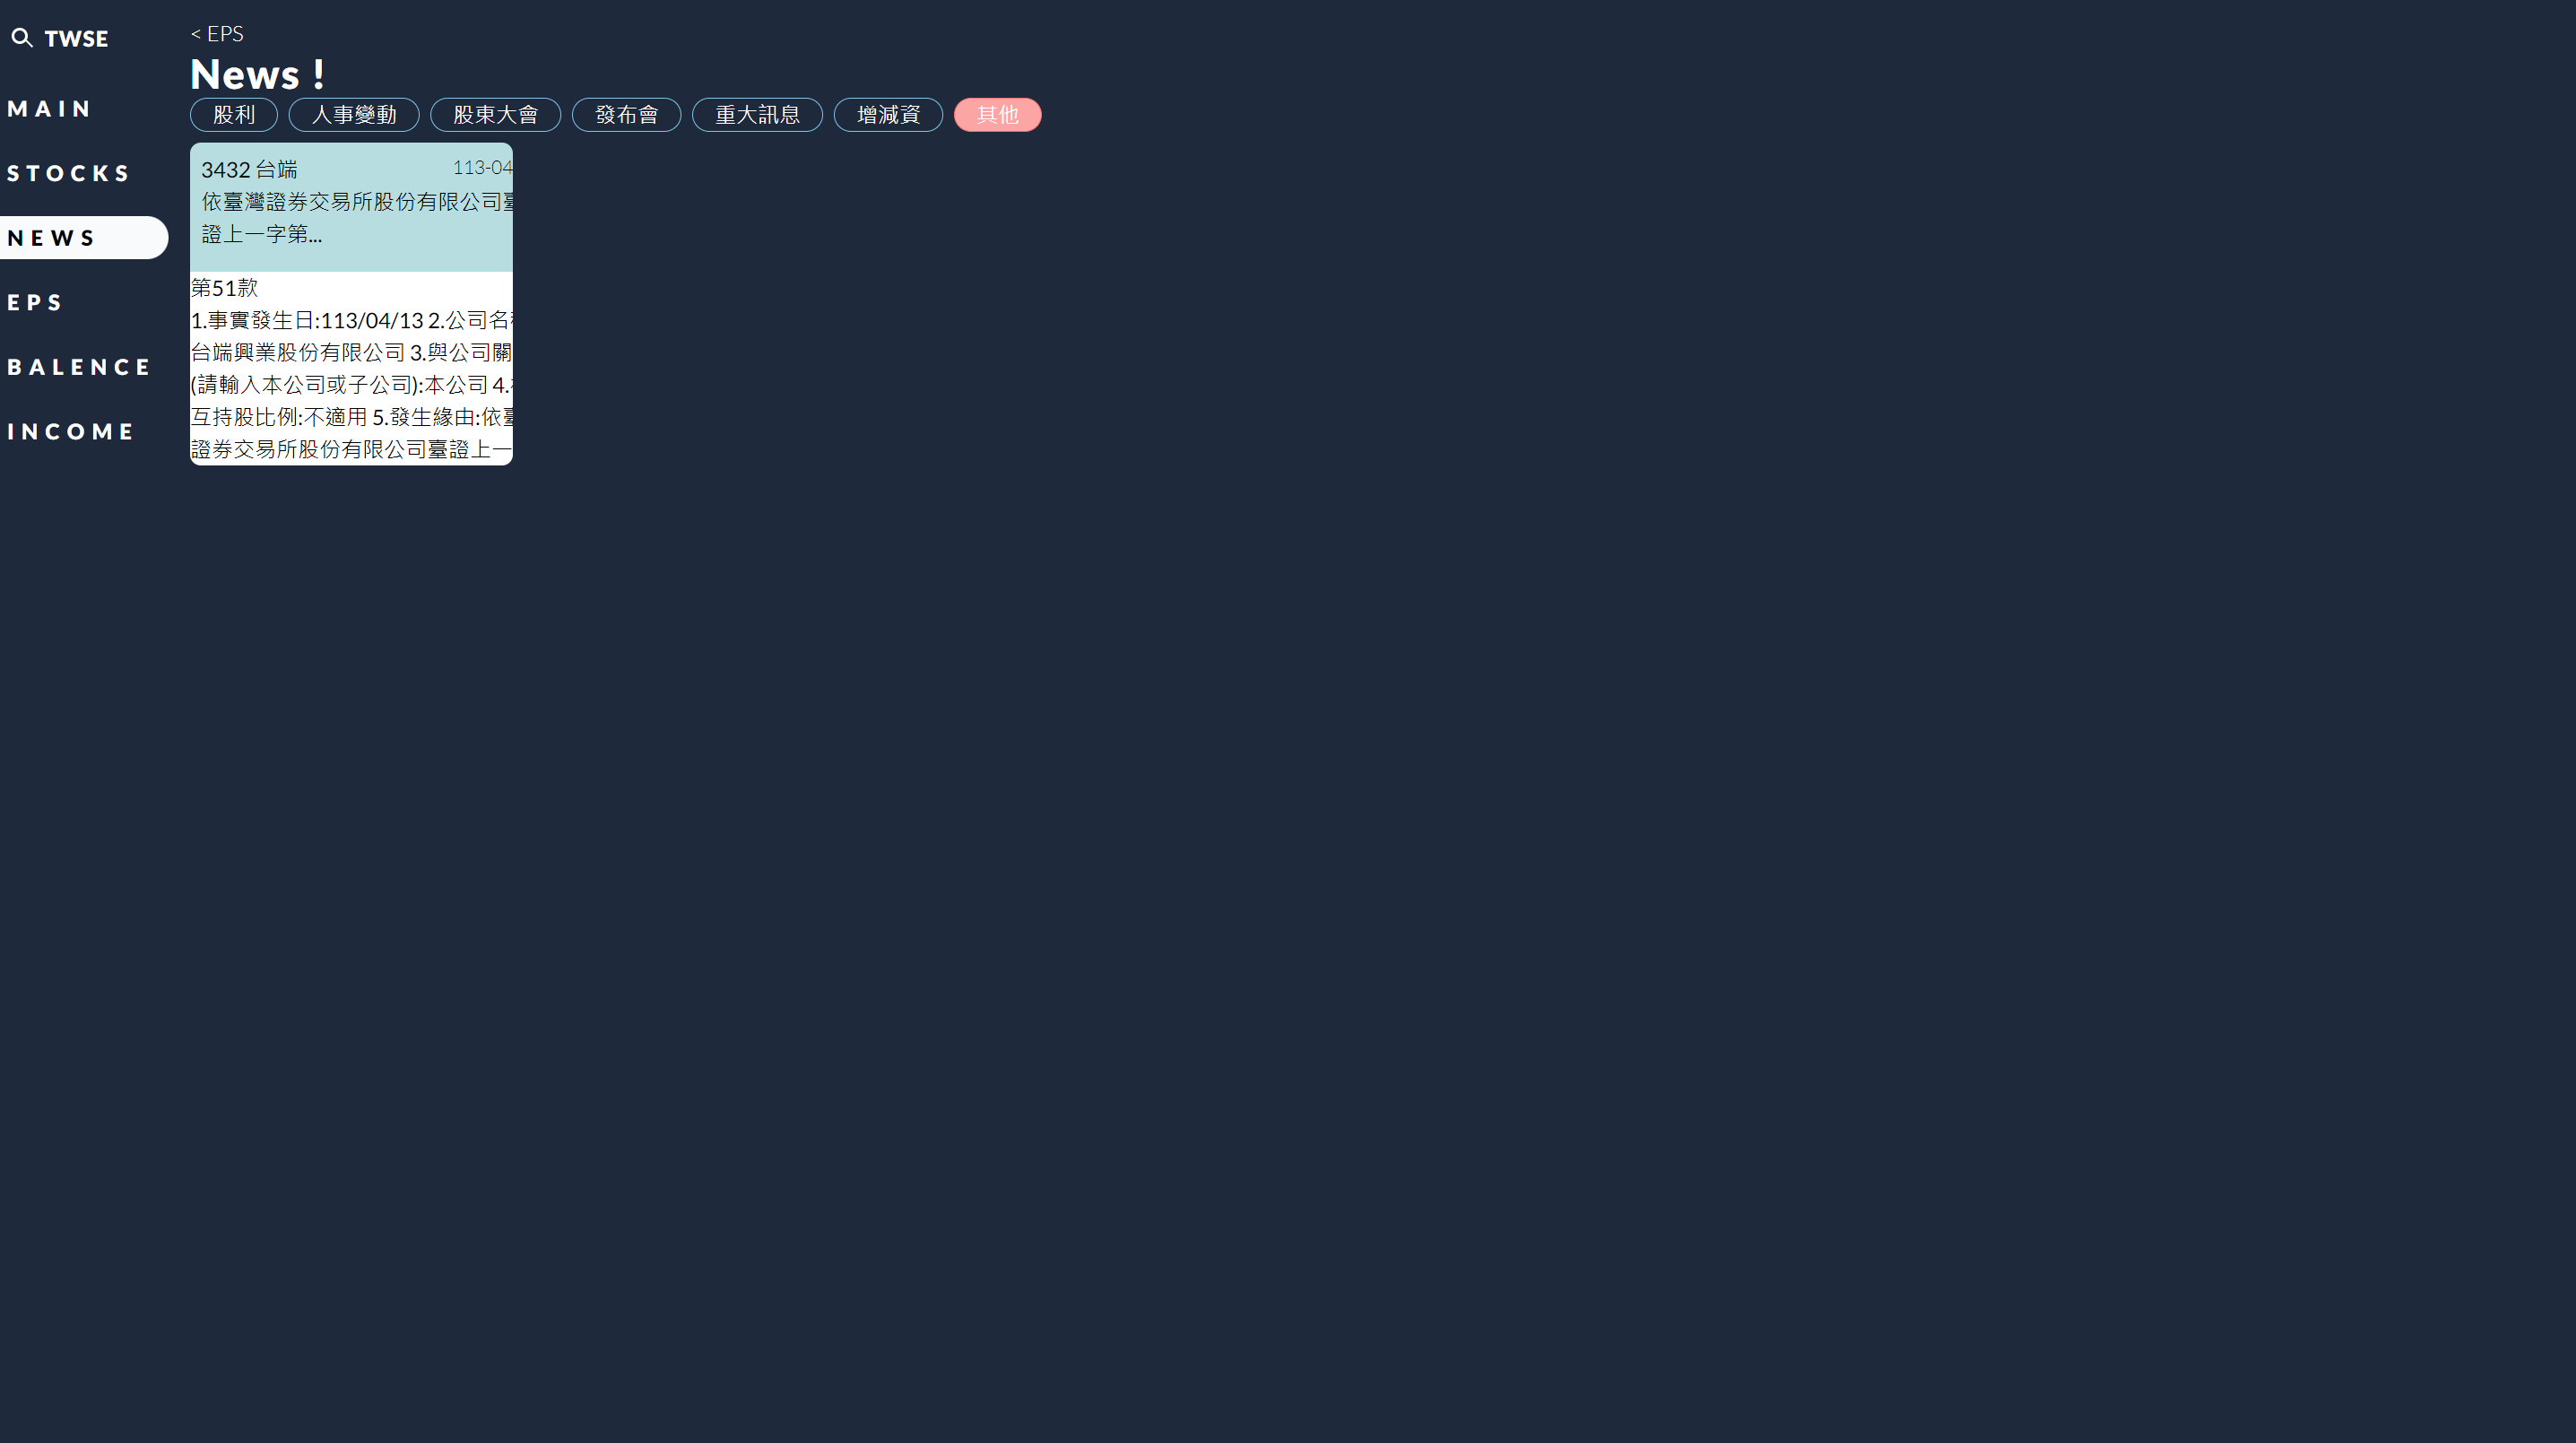 TWSE
MAIN
STOCKS
NEWS
EPS
BALENCE
INCOME
< EPS
News !
股利
人事變動
股東大會
發布會
重大訊息
增減資
其他
3432 台端
113-04
依臺灣證券交易所股份有限公司
證上一字第...
第51款
1.事實發生日:113/04/13 2.公司名
台端興業股份有限公司 3.與公司關
(請輸入本公司或子公司):本公司 4.
互持股比例:不適用 5.發生緣由:依
證券交易所股份有限公司臺證上一